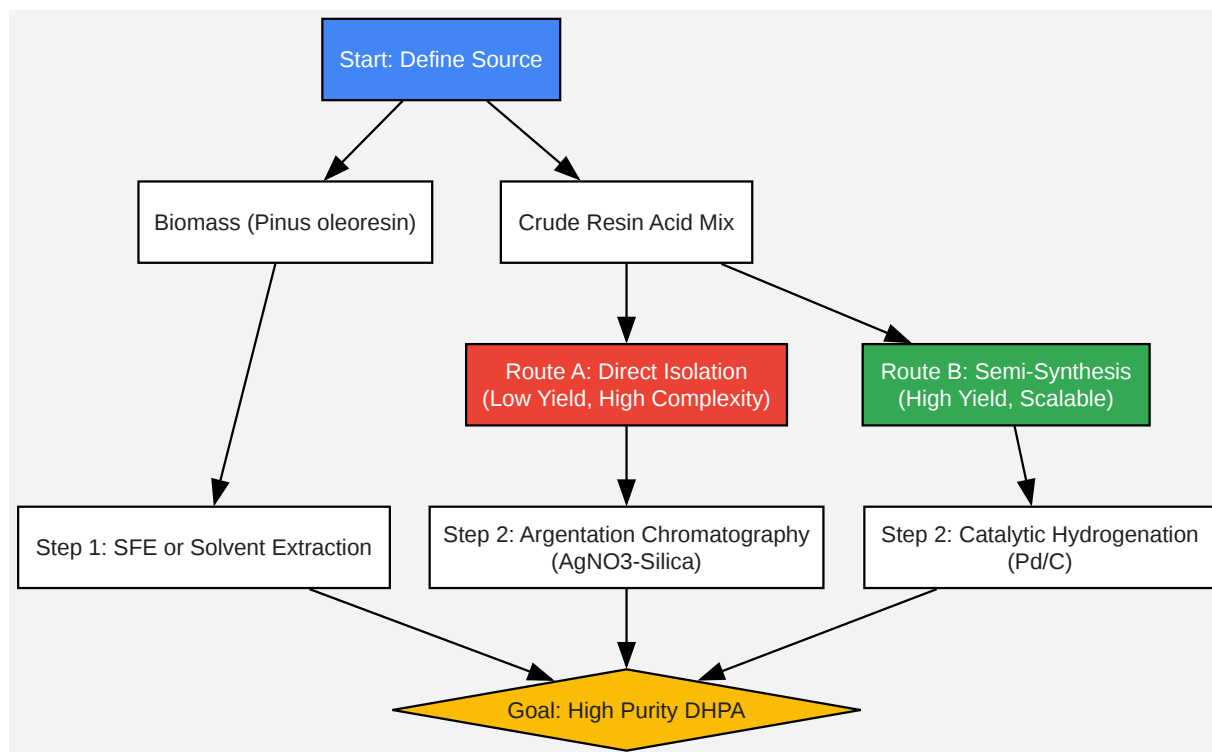 Start: Define Source
Biomass (Pinus oleoresin)
Crude Resin Acid Mix
Route A: Direct Isolation
(Low Yield, High Complexity)
Route B: Semi-Synthesis
(High Yield, Scalable)
Step 1: SFE or Solvent Extraction
Step 2: Argentation Chromatography
(AgNO3-Silica)
Step 2: Catalytic Hydrogenation
(Pd/C)
Goal: High Purity DHPA